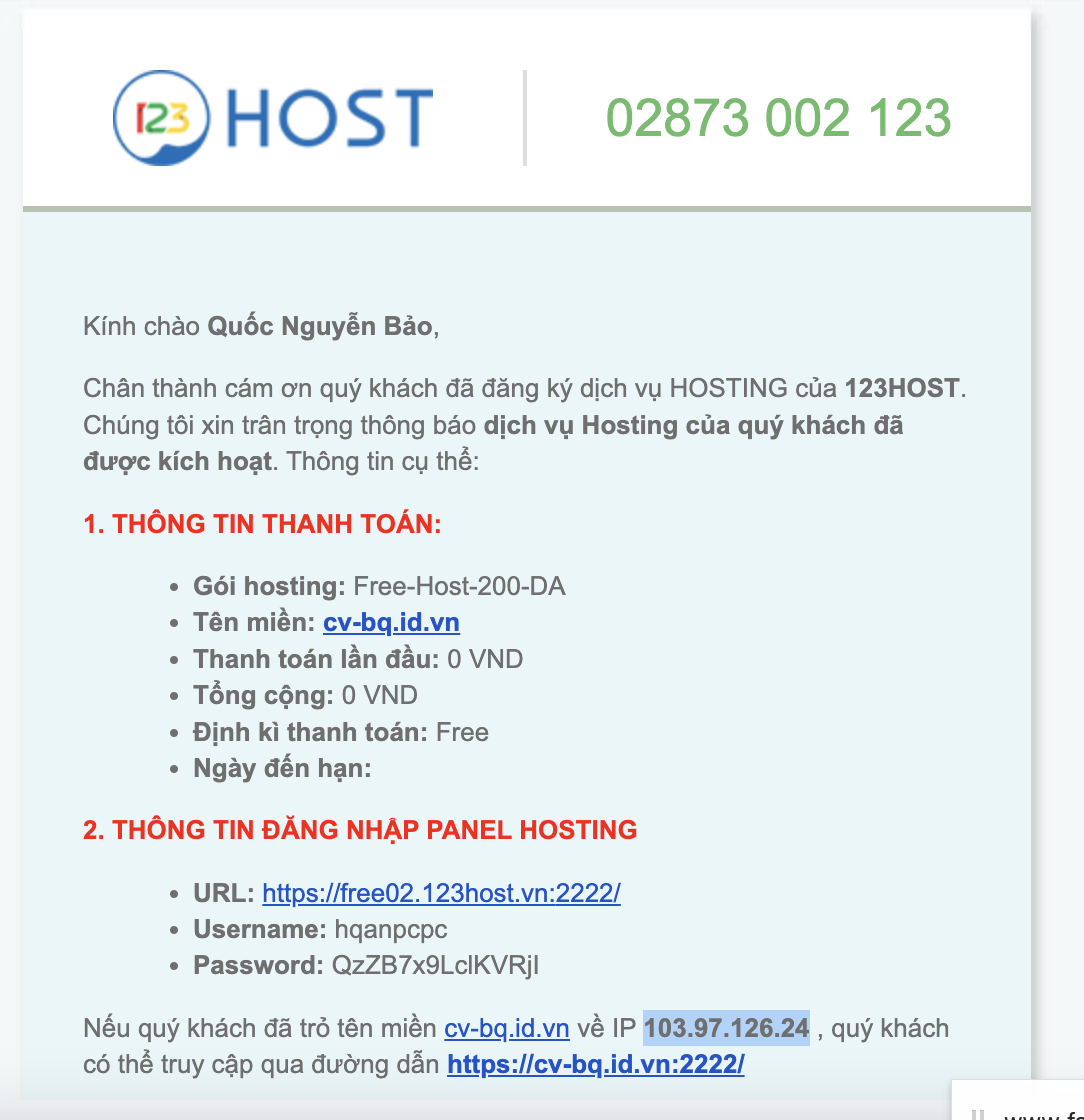 123 HOST
02873 002 123
Kính chào Quốc Nguyễn Bảo,
Chân thành cám ơn quý khách đã đăng ký dịch vụ HOSTING của 123HOST.
Chúng tôi xin trân trọng thông báo dịch vụ Hosting của quý khách đã
được kích hoạt. Thông tin cụ thể:
1. THÔNG TIN THANH TOÁN:
• Gói hosting: Free-Host-200-DA
• Tên miền: cv-bq.id.vn
• Thanh toán lần đầu: 0 VND
• Tổng cộng: 0 VND
• Định kì thanh toán: Free
• Ngày đến hạn:
2. THÔNG TIN ĐĂNG NHẬP PANEL HOSTING
• URL: https://free02.123host.vn:2222/
• Username: hqanpcpc
• Password: QzZB7x9LclKVRjI
Nếu quý khách đã trỏ tên miền cv-bq.id.vn về IP 103.97.126.24 , quý khách
có thể truy cập qua đường dẫn https://cv-bq.id.vn:2222/